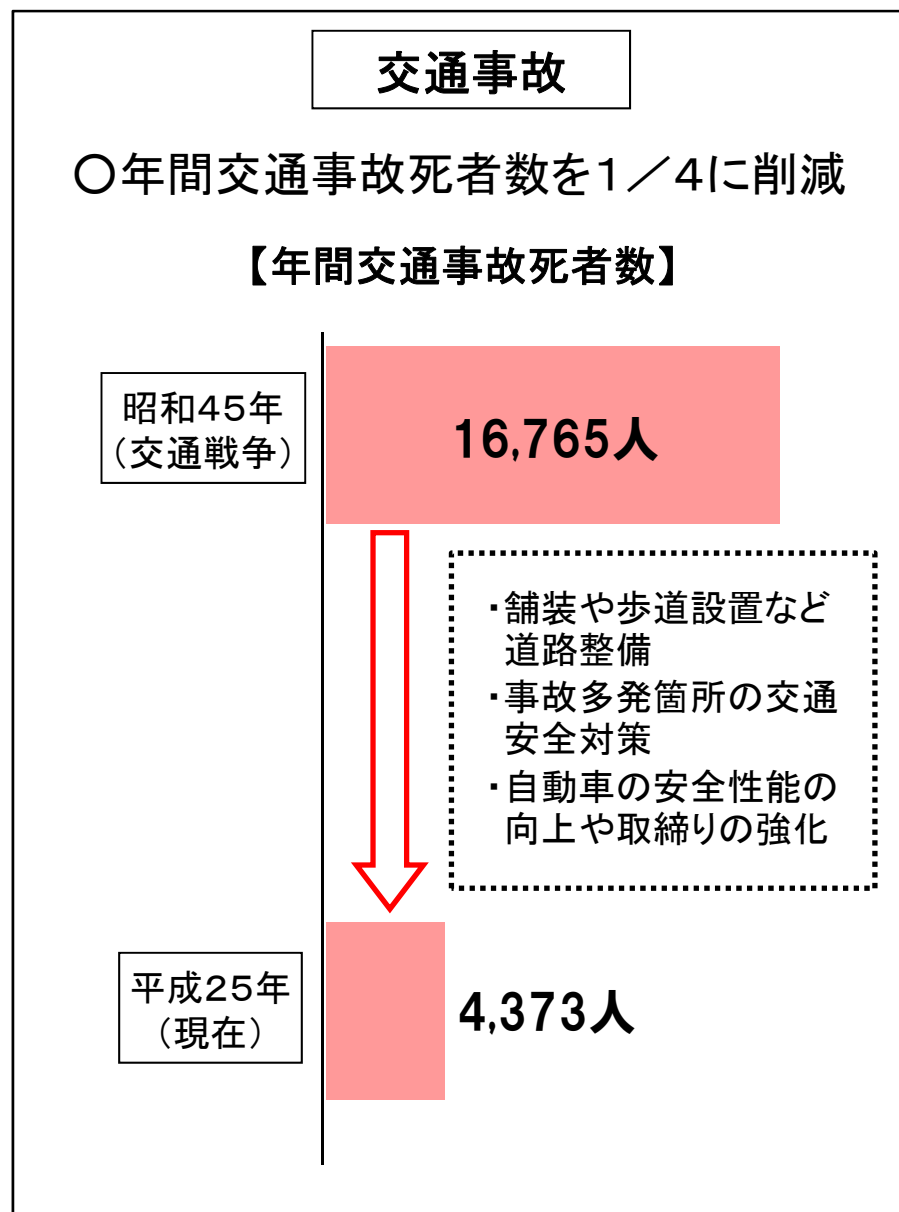 交通事故
○年間交通事故死者数を１／４に削減
【年間交通事故死者数】
昭和４５年
（交通戦争）
16,765人
・舗装や歩道設置など
道路整備
・事故多発箇所の交通
安全対策
・自動車の安全性能の
向上や取締りの強化
平成２５年
（現在）
4,373人